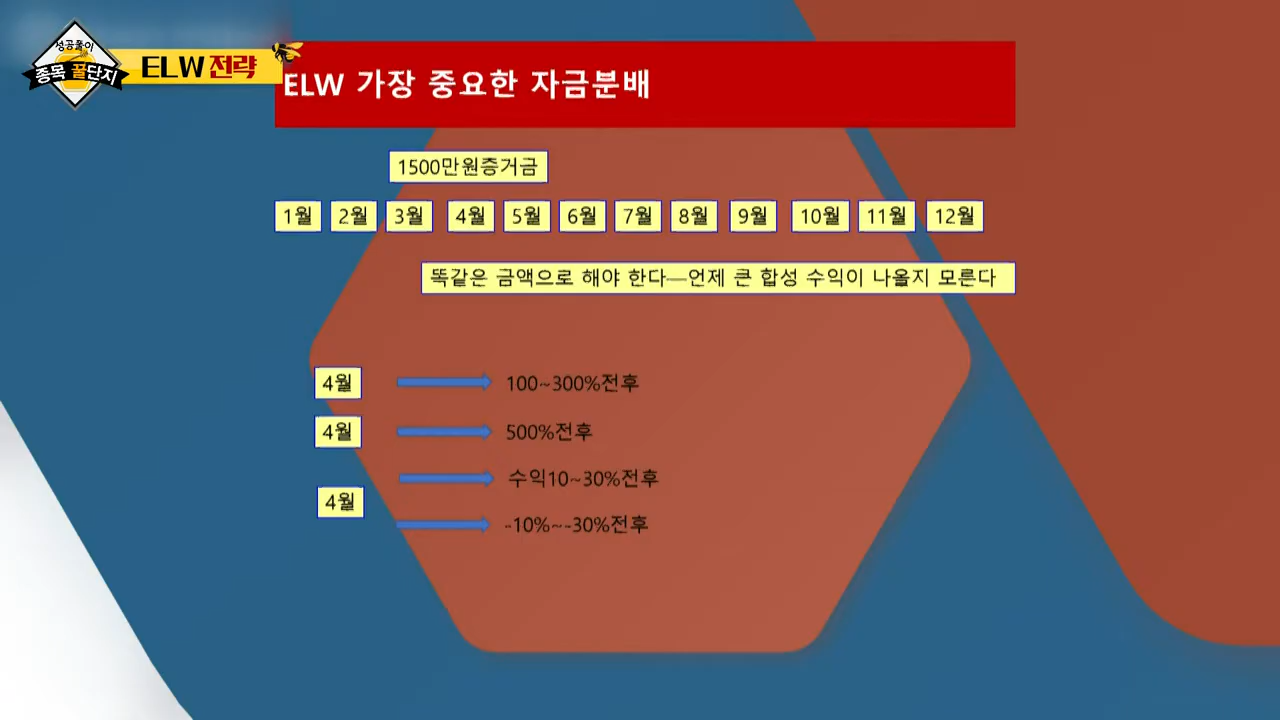 성공풀이
종목 꿀단지
ELW전략
ELW 가장 중요한 자금분배
1500만원증거금
1월 2월 3월 4월 5월 6월 7월 8월 9월 10월 11월 12월
똑같은 금액으로 해야 한다—언제 큰 합성 수익이 나올지 모른다
4월 100~300%전후
4월 500%전후
수익10~30%전후
4월
-10%~-30%전후